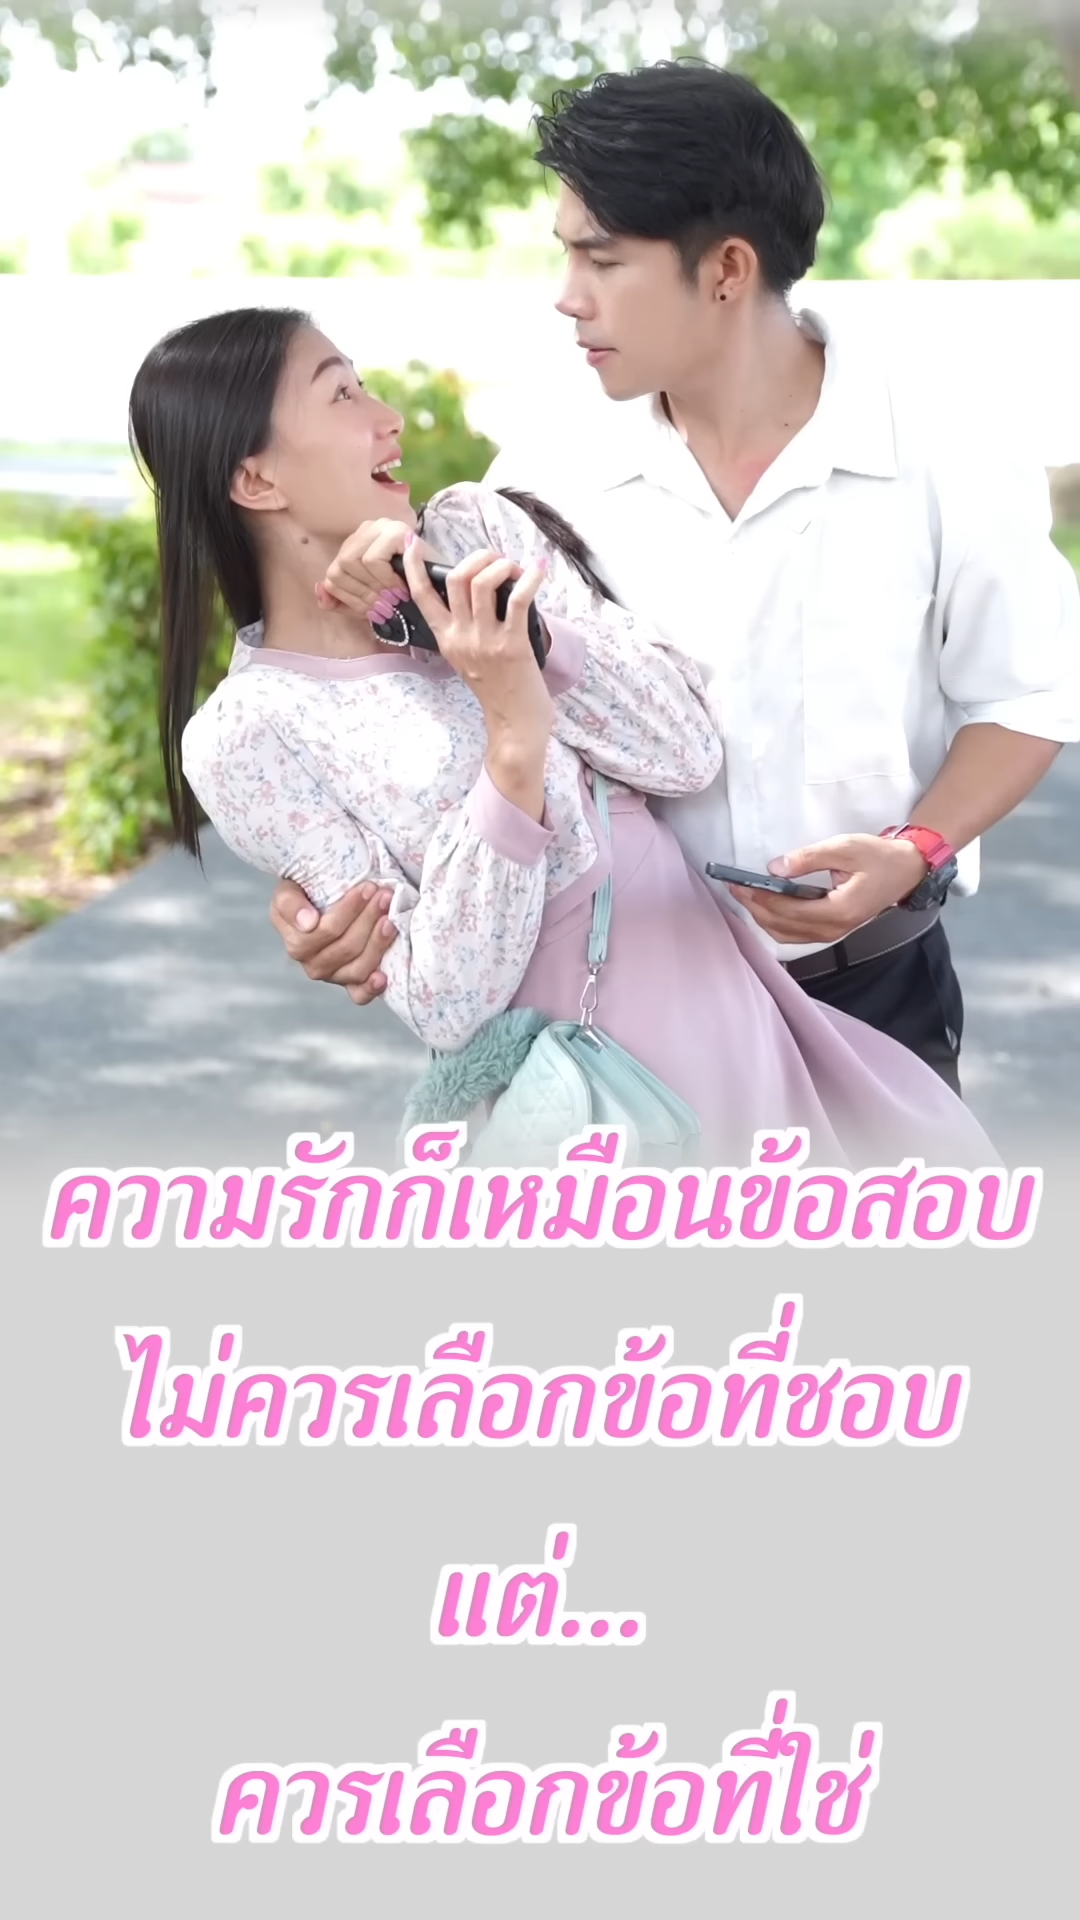 ความรักก็เหมือนข้อสอบ
ไม่ควรเลือกข้อที่ชอบ
แต่...
ควรเลือกข้อที่ใช่